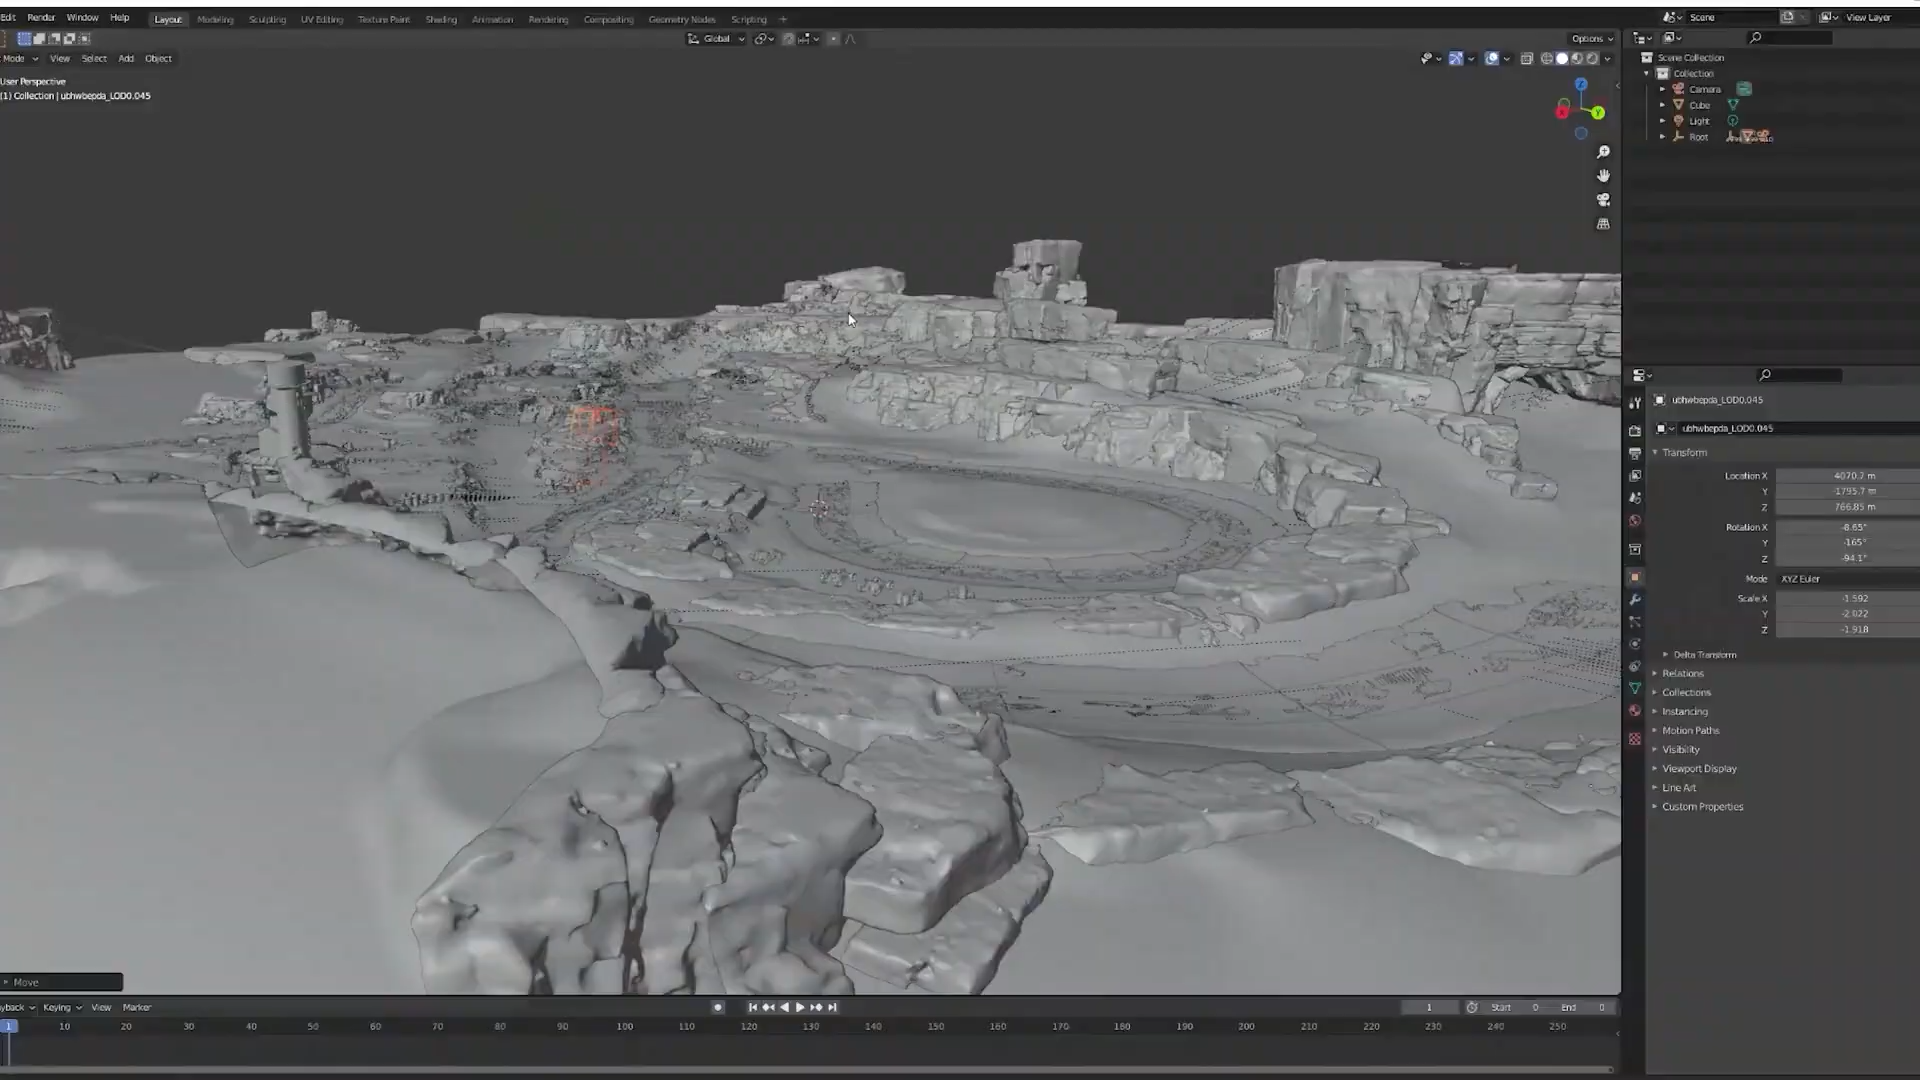 Edit Render Window Help Layout Modeling Sculpting UV Editing Texture Paint Shading Animation Rendering Compositing Geometry Nodes Scripting +
Scene
View Layer
Global
Options
Mode View Select Add Object
User Perspective
(1) Collection | ubhwbepda_LOD0.045
Z
X
Y
Scene Collection
Collection
Camera
Cube
Light
Root
ubhwbepda_LOD0.045
ubhwbepda_LOD0.045
Transform
Location X 4070.7 m
Y -1795.7 m
Z 766.85 m
Rotation X -8.65°
Y -165°
Z -94.1°
Mode XYZ Euler
Scale X -1.592
Y -2.022
Z -1.918
Delta Transform
Relations
Collections
Instancing
Motion Paths
Visibility
Viewport Display
Line Art
Custom Properties
Move
yback Keying View Marker
1 Start 0 End 0
1 10 20 30 40 50 60 70 80 90 100 110 120 130 140 150 160 170 180 190 200 210 220 230 240 250